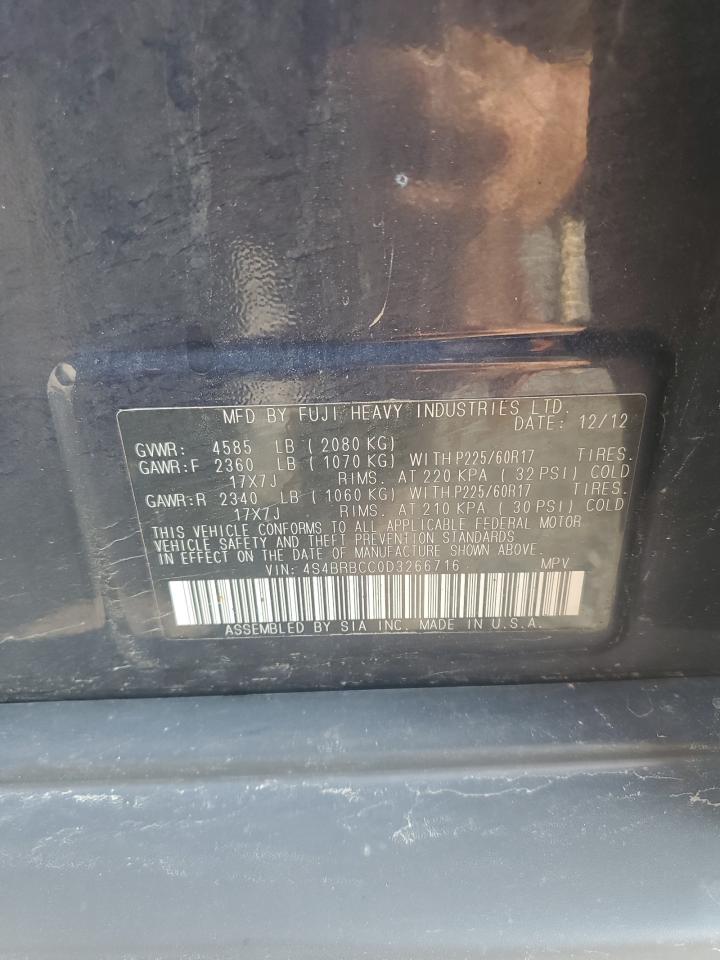 MFD BY FUJI HEAVY INDUSTRIES LTD.
DATE: 12/12
GVWR: 4585 LB ( 2080 KG)
GAWR:F 2360 LB ( 1070 KG) WITH P225/60R17 TIRES.
17X7J RIMS. AT 220 KPA ( 32 PSI) COLD
GAWR:R 2340 LB ( 1060 KG) WITH P225/60R17 TIRES.
17X7J RIMS. AT 210 KPA ( 30 PSI) COLD
THIS VEHICLE CONFORMS TO ALL APPLICABLE FEDERAL MOTOR
VEHICLE SAFETY AND THEFT PREVENTION STANDARDS
IN EFFECT ON THE DATE OF MANUFACTURE SHOWN ABOVE.
VIN: 4S4BRBCC0D3266716 MPV
ASSEMBLED BY SIA INC. MADE IN U.S.A.